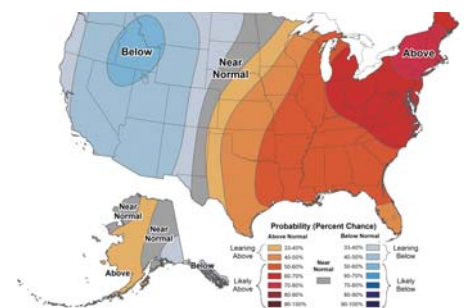 Below
Near
Normal
Above
Near
Normal
Near
Normal
Above
Below
Probability (Percent Chance)
Above Normal
Below Normal
Leaning
Above
33-40%
40-50%
50-60%
Likely
Above
60-70%
70-80%
80-90%
90-100%
Near
Normal
33-40%
40-50%
50-60%
Leaning
Below
60-70%
70-80%
80-90%
90-100%
Likely
Below